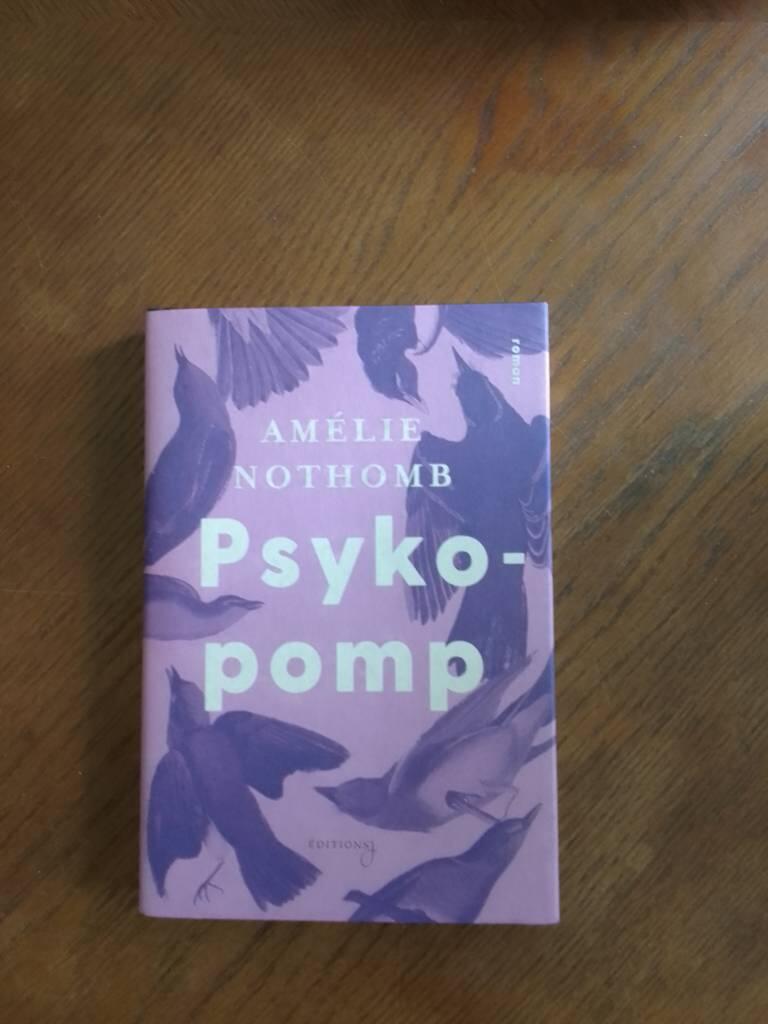 roman
AMÉLIE
NOTHOMB
Psyko-
pomp
ÉDITIONS J